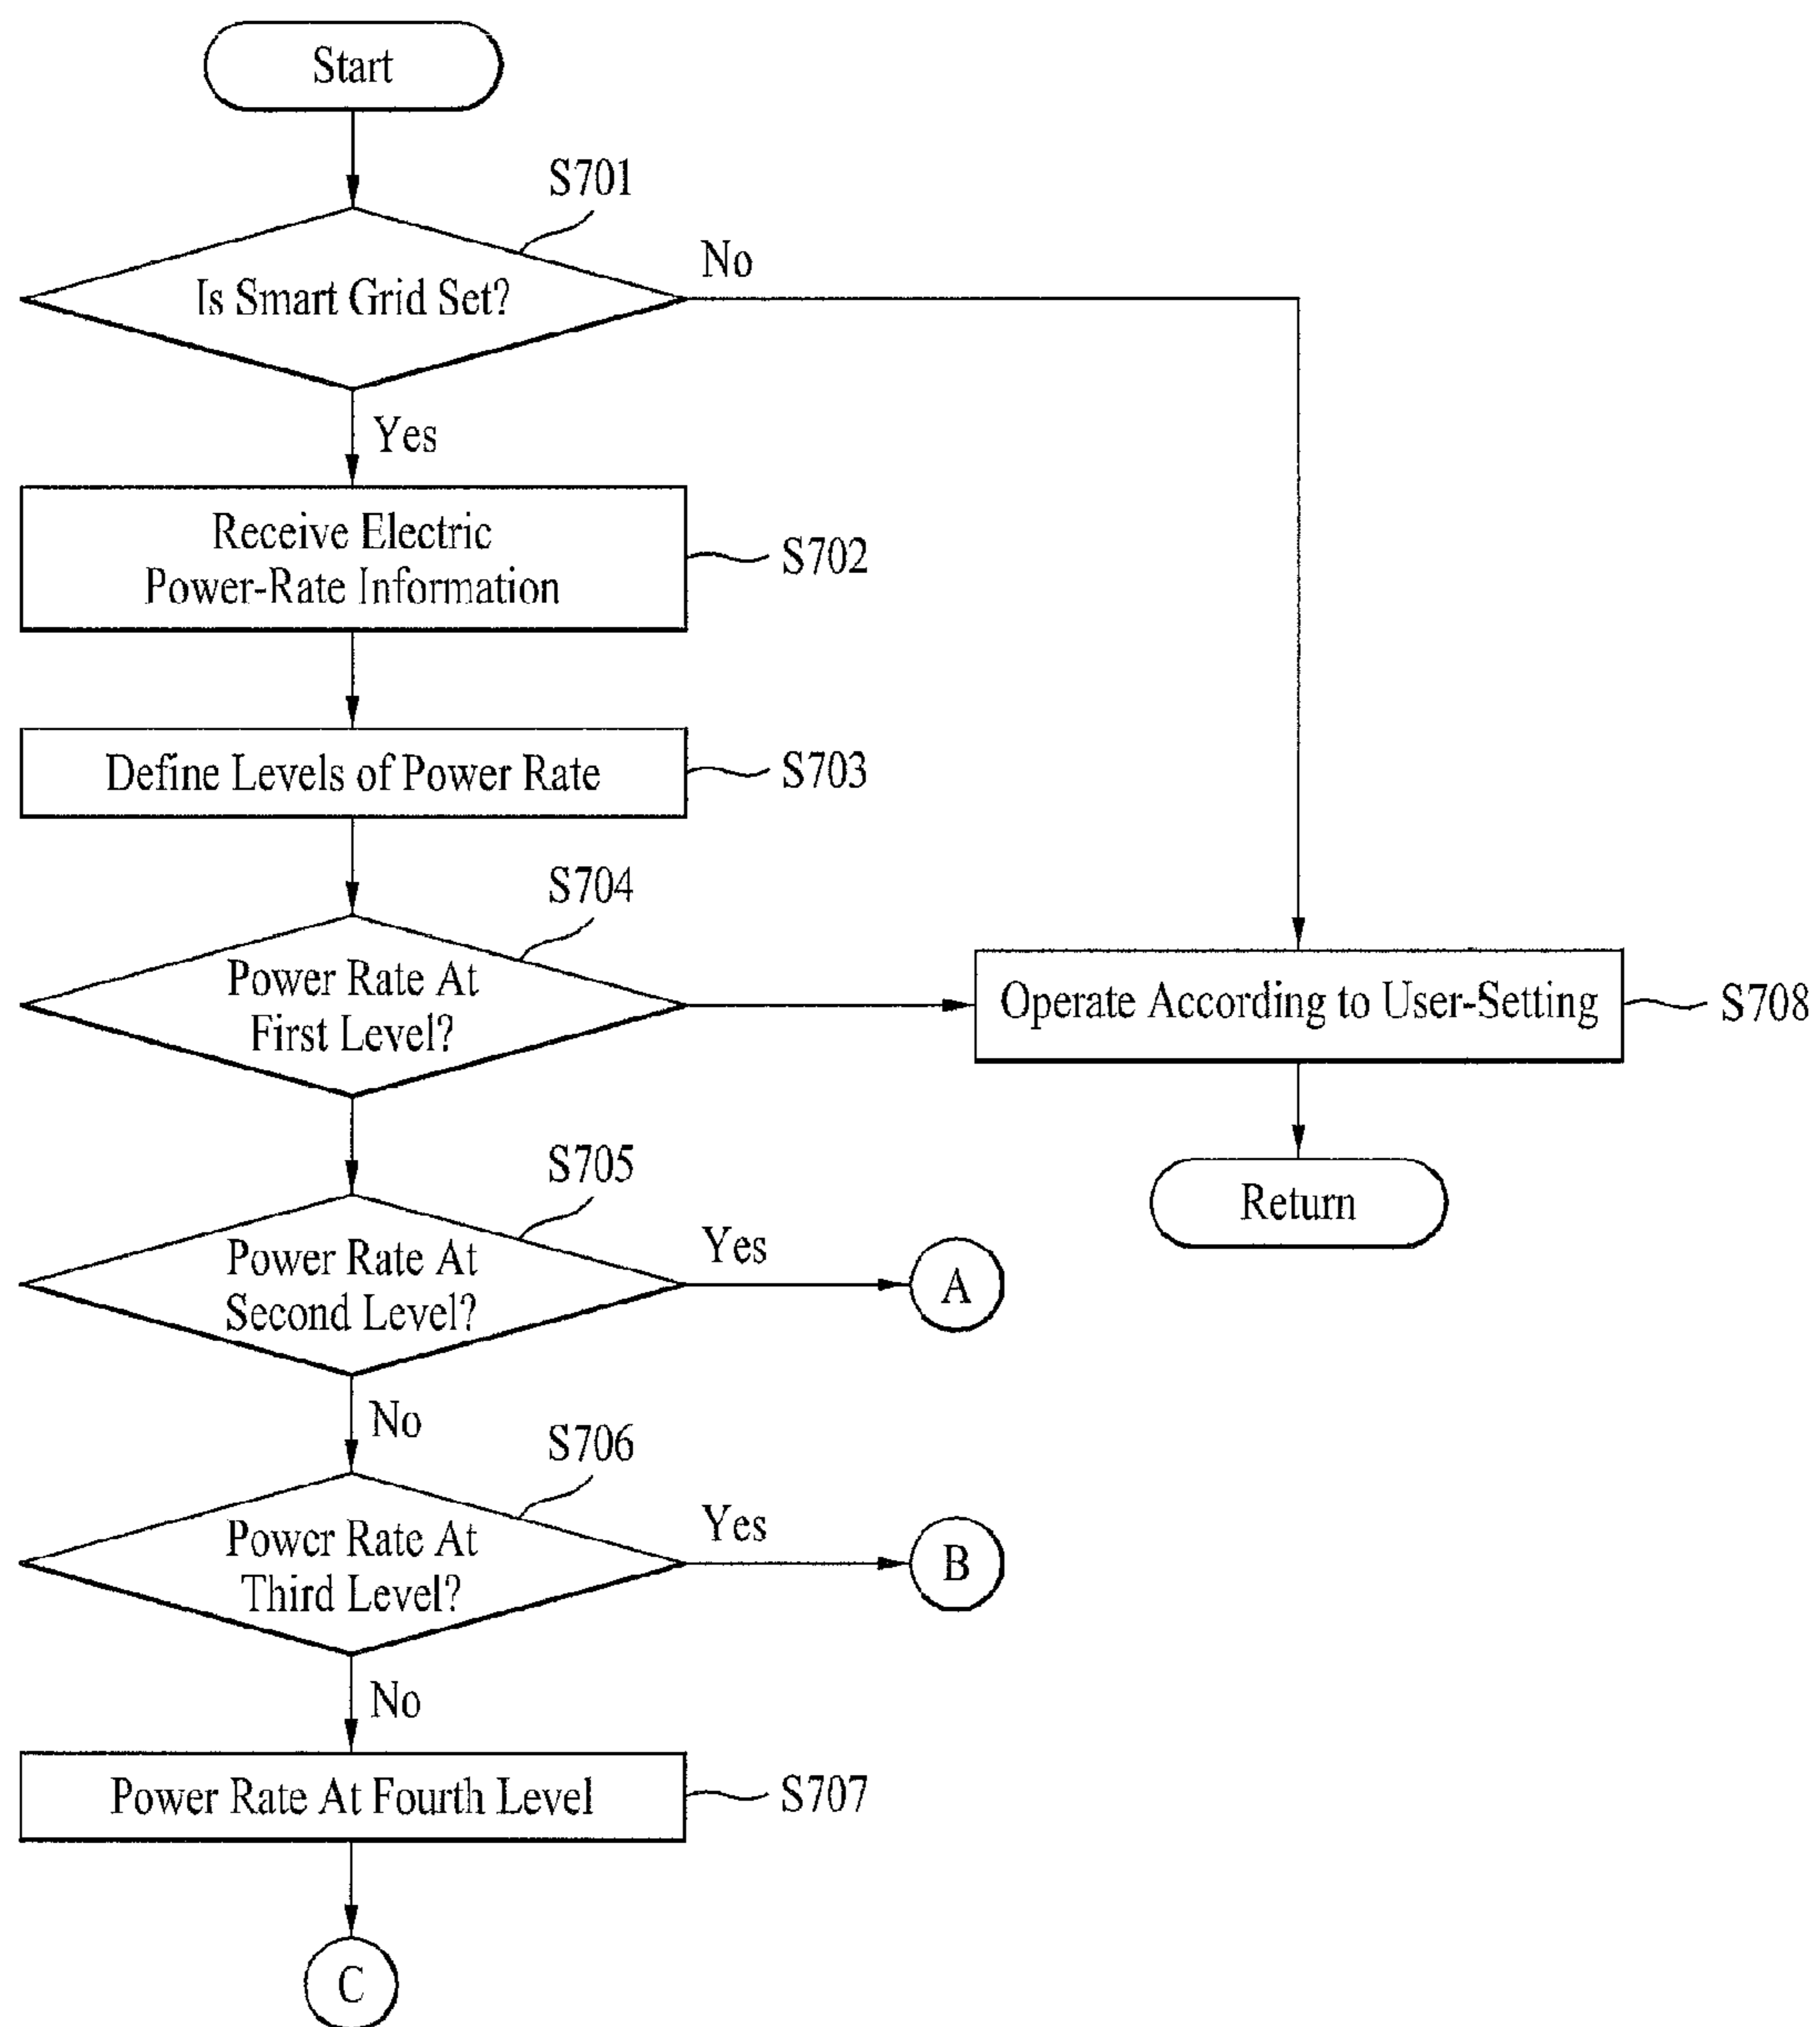 Start
S701
Is Smart Grid Set?
No
Yes
Receive Electric
Power-Rate Information
S702
Define Levels of Power Rate
S703
S704
Power Rate At
First Level?
Operate According to User-Setting
S708
Return
S705
Power Rate At
Second Level?
Yes
A
No
S706
Power Rate At
Third Level?
Yes
B
No
Power Rate At Fourth Level
S707
C